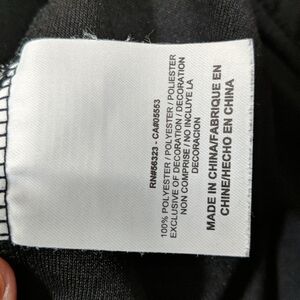 RN#56323 - CA#05553
100% POLYESTER / POLYESTER / POLIESTER
EXCLUSIVE OF DECORATION / DECORATION
NON COMPRISE / NO INCLUYE LA
DECORACION
MADE IN CHINA/FABRIQUE EN
CHINE/HECHO EN CHINA